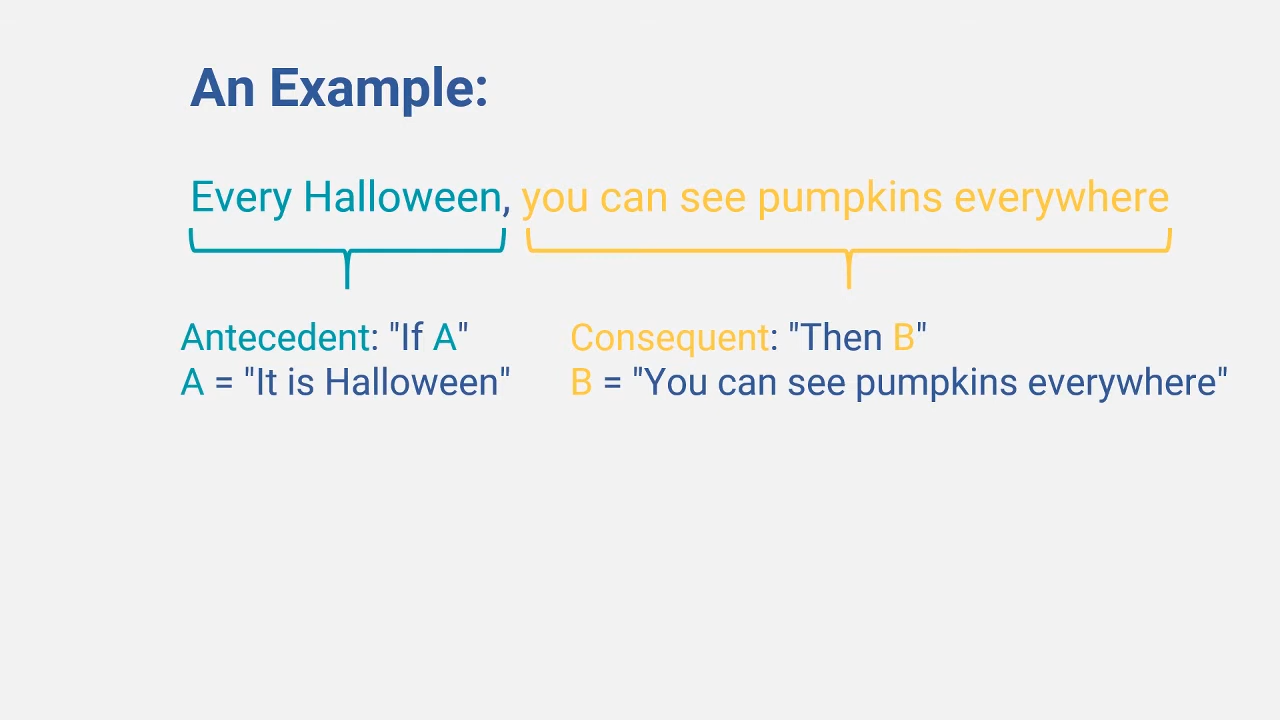 An Example:
Every Halloween, you can see pumpkins everywhere
Antecedent: "If A"
A = "It is Halloween"
Consequent: "Then B"
B = "You can see pumpkins everywhere"